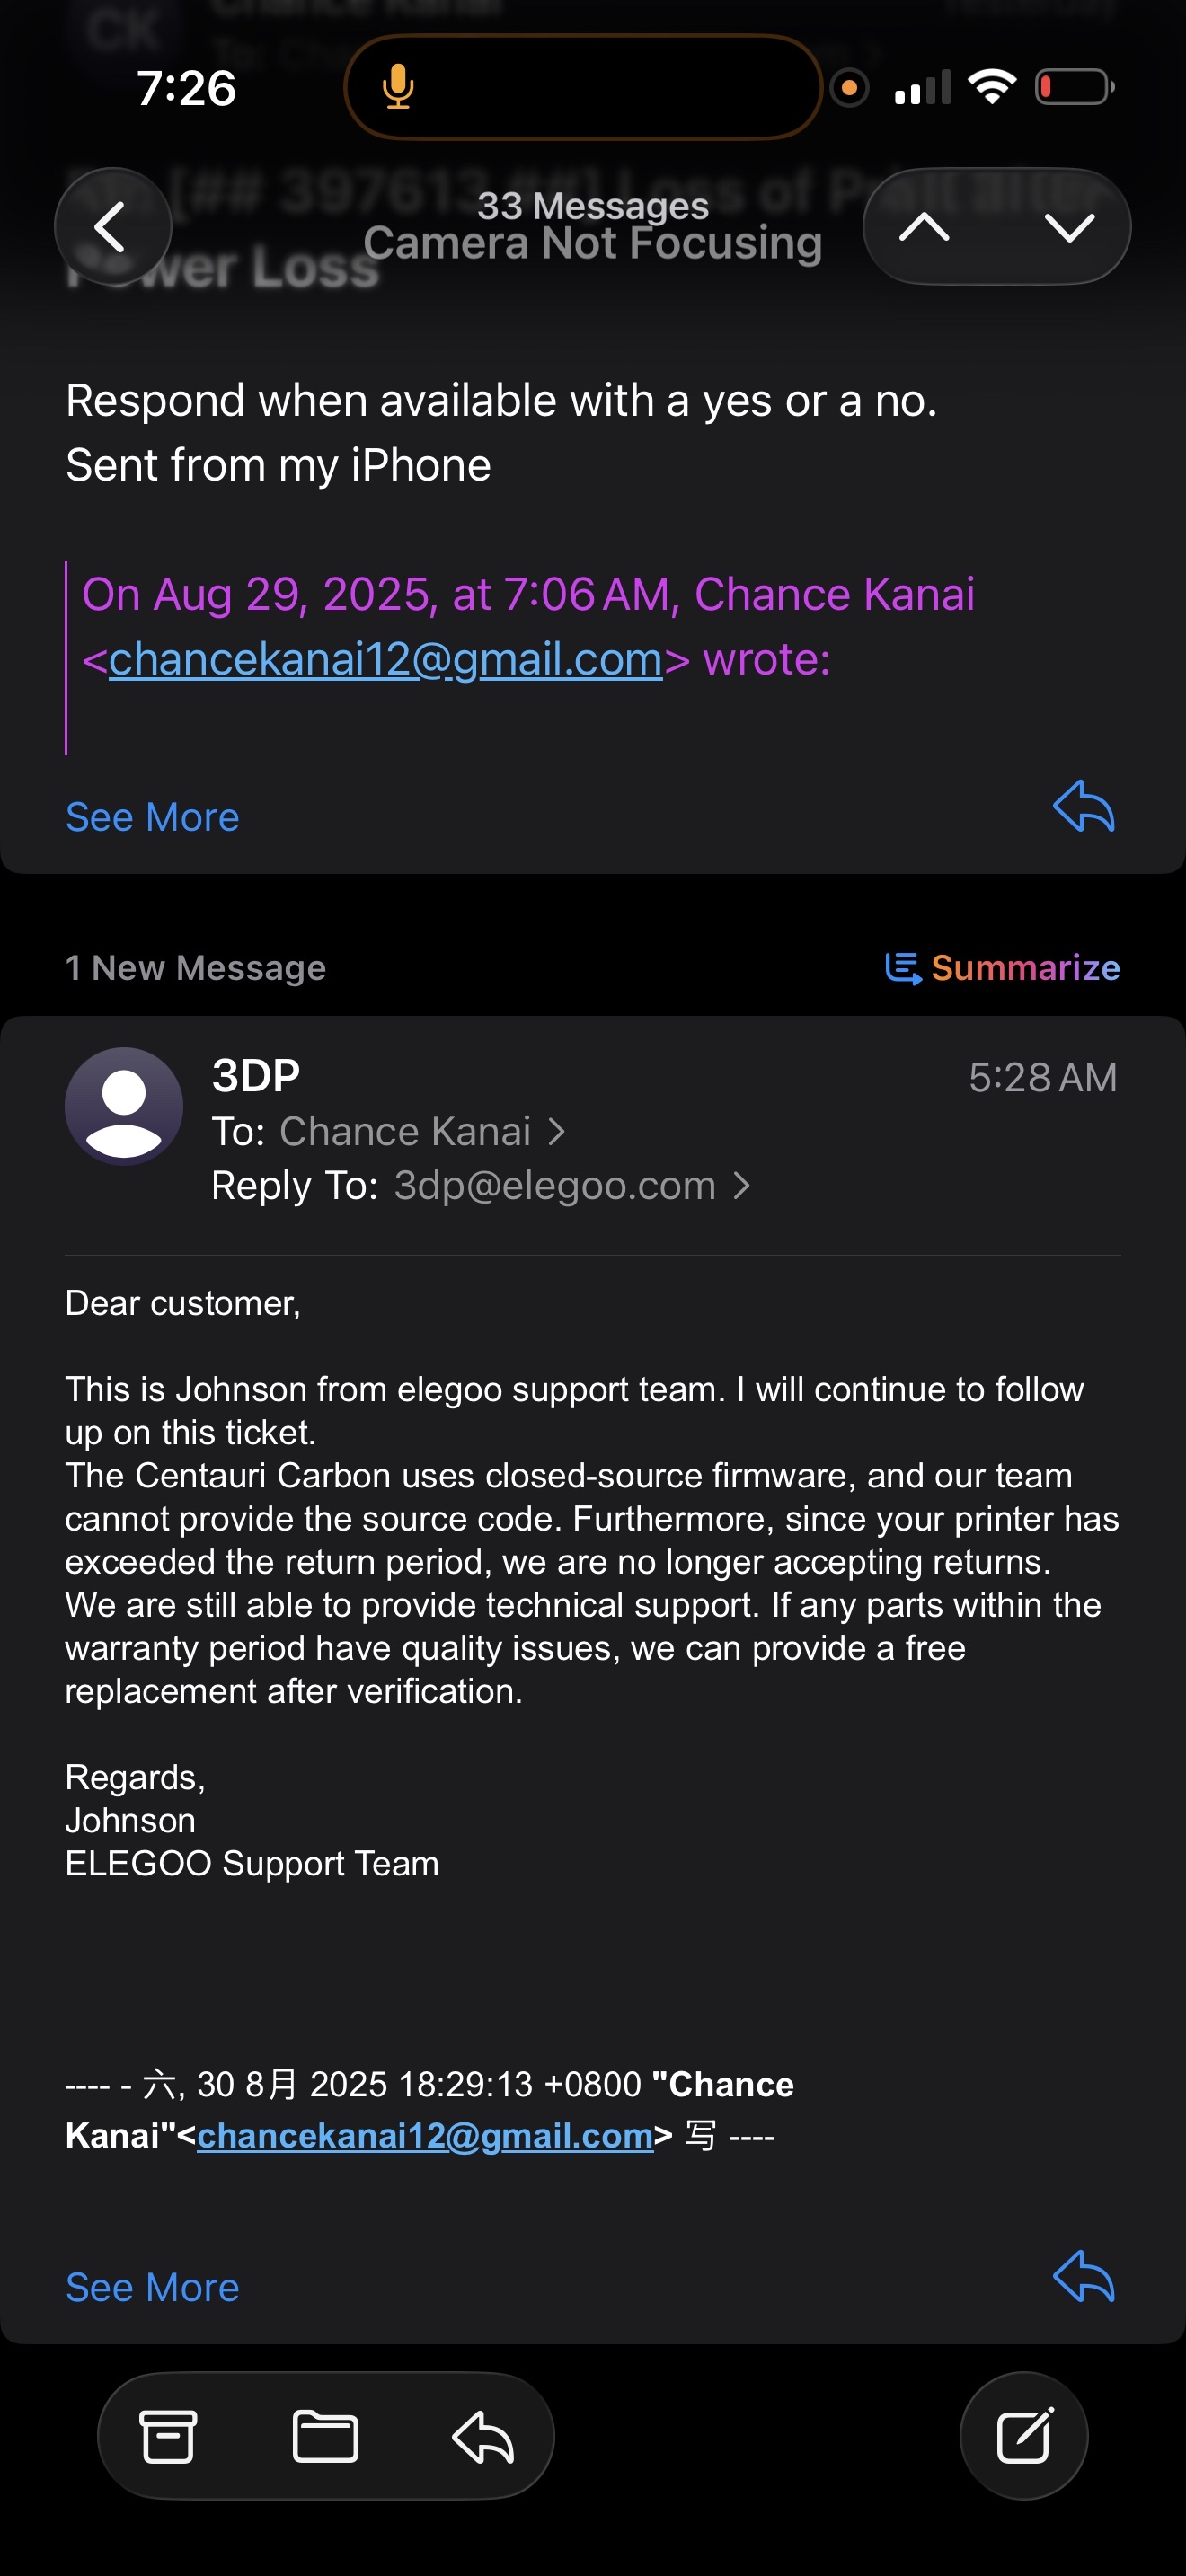 7:26
33 Messages
Camera Not Focusing
[## 397613 ##] Loss of Print after
Power Loss
Respond when available with a yes or a no.
Sent from my iPhone
On Aug 29, 2025, at 7:06 AM, Chance Kanai
<chancekanai12@gmail.com> wrote:
See More
1 New Message
Summarize
3DP
5:28 AM
To: Chance Kanai >
Reply To: 3dp@elegoo.com >
Dear customer,
This is Johnson from elegoo support team. I will continue to follow
up on this ticket.
The Centauri Carbon uses closed-source firmware, and our team
cannot provide the source code. Furthermore, since your printer has
exceeded the return period, we are no longer accepting returns.
We are still able to provide technical support. If any parts within the
warranty period have quality issues, we can provide a free
replacement after verification.
Regards,
Johnson
ELEGOO Support Team
---- - 六, 30 8月 2025 18:29:13 +0800 "Chance
Kanai"<chancekanai12@gmail.com> 写 ----
See More